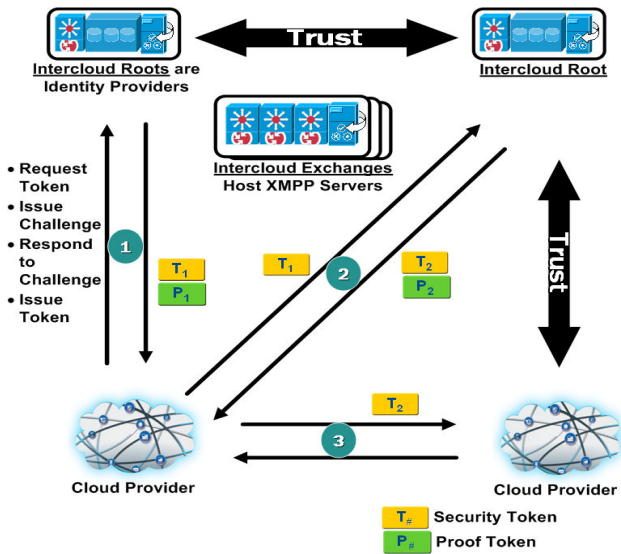 Trust
Intercloud Roots are
Identity Providers
Intercloud Root
Intercloud Exchanges
Host XMPP Servers
• Request
Token
• Issue
Challenge
• Respond
to
Challenge
• Issue
Token
1
T1
P1
T1
2
T2
P2
Trust
T2
3
Cloud Provider
Cloud Provider
T# Security Token
P# Proof Token